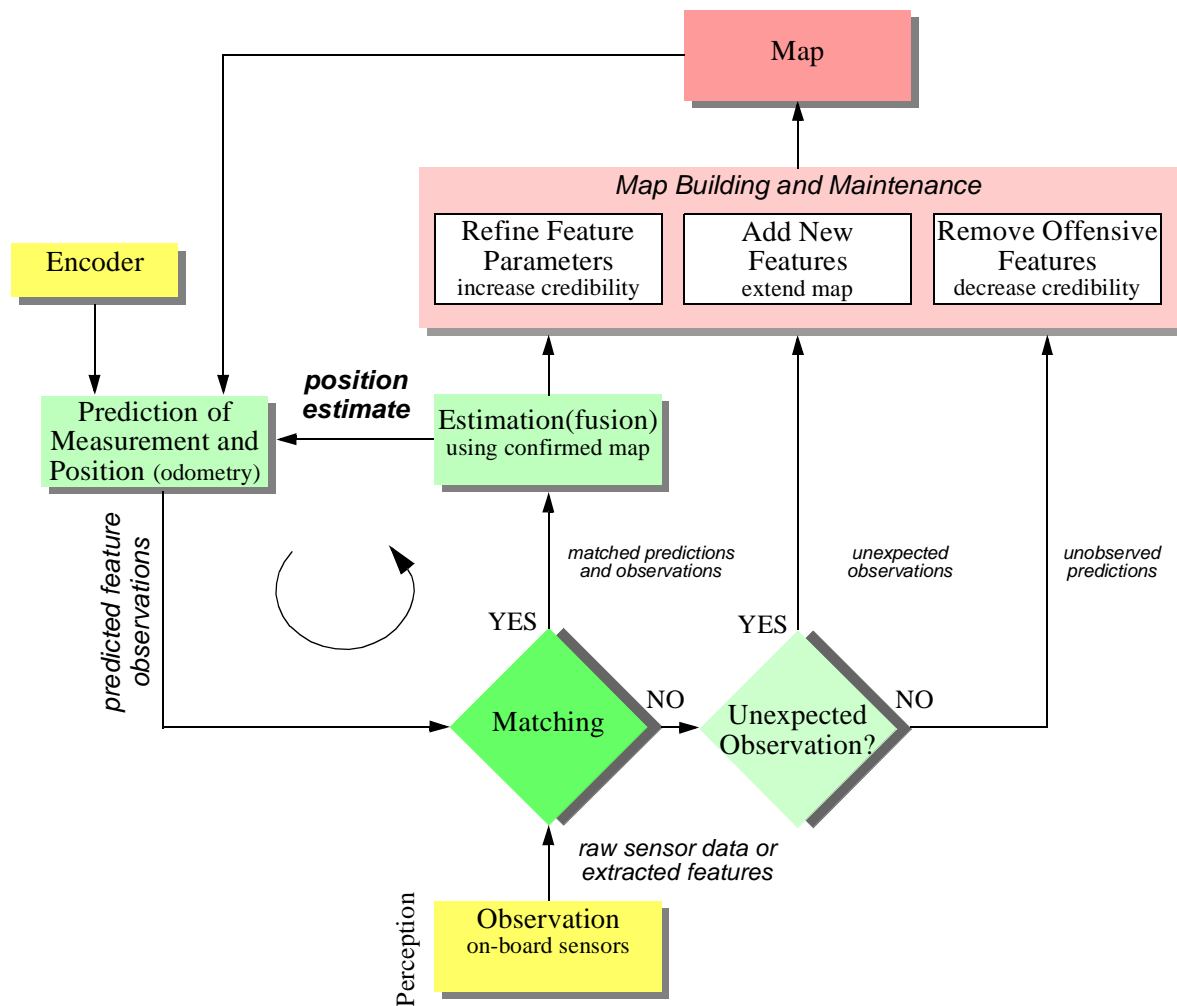 Map
Map Building and Maintenance
Refine Feature
Parameters
increase credibility
Add New
Features
extend map
Remove Offensive
Features
decrease credibility
Encoder
position
estimate
Prediction of
Measurement and
Position (odometry)
Estimation(fusion)
using confirmed map
predicted feature
observations
matched predictions
and observations
unexpected
observations
unobserved
predictions
YES
YES
Matching
NO
Unexpected
Observation?
NO
raw sensor data or
extracted features
Perception
Observation
on-board sensors